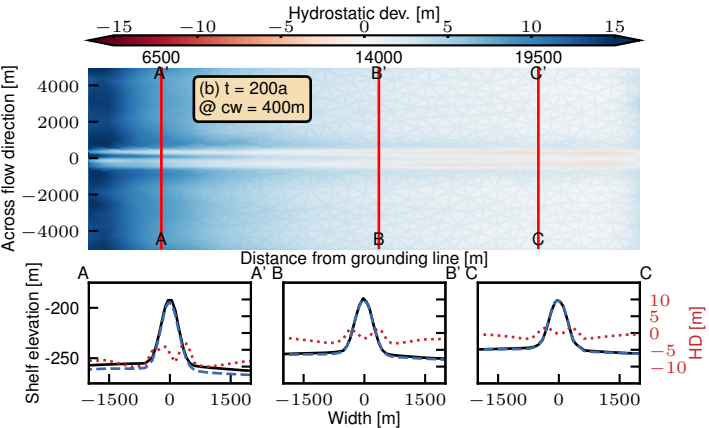 Hydrostatic dev. [m]
−15 −10 −5 0 5 10 15
6500 14000 19500
A' B' C'
(b) t = 200a
@ cw = 400m
Across flow direction [m]
4000
2000
0
−2000
−4000
A B C
Distance from grounding line [m]
A A' B B' C C
Shelf elevation [m]
-200
-250
10
5
0
−5
−10
HD [m]
−1500 0 1500 −1500 0 1500 −1500 0 1500
Width [m]